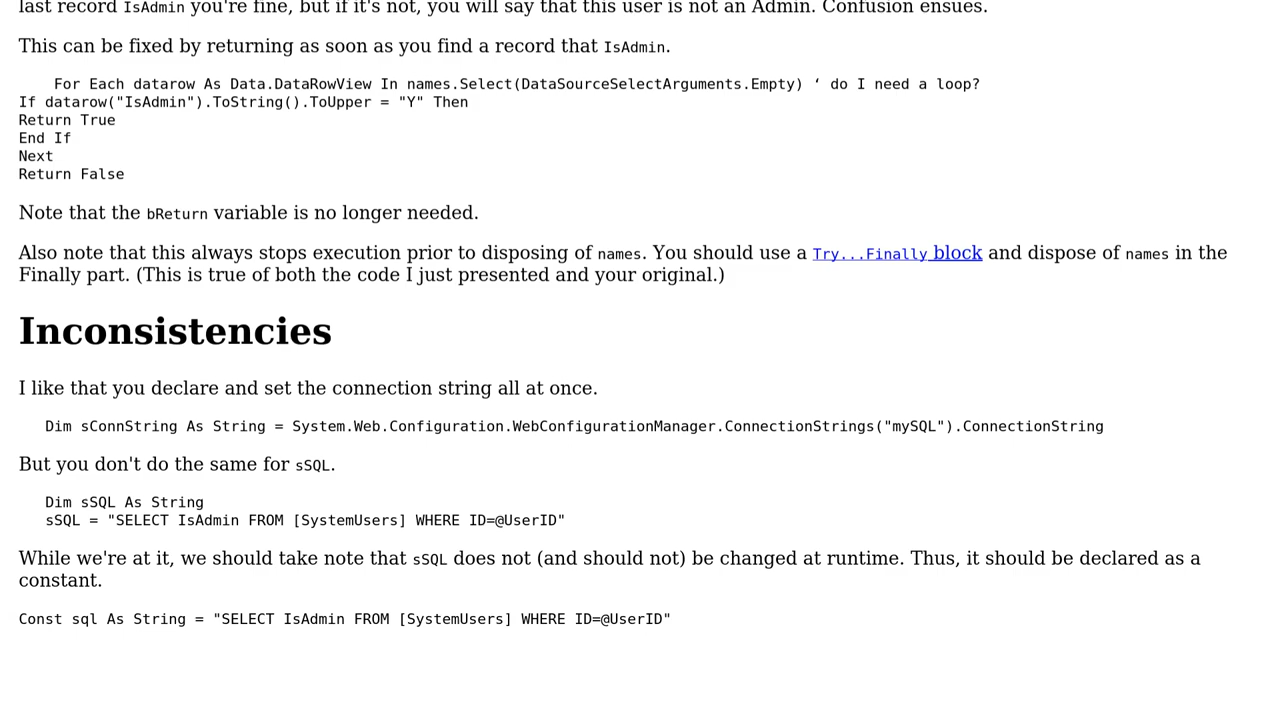 last record IsAdmin you're fine, but if it's not, you will say that this user is not an Admin. Confusion ensues.
This can be fixed by returning as soon as you find a record that IsAdmin.
For Each datarow As Data.DataRowView In names.Select(DataSourceSelectArguments.Empty) ‘ do I need a loop?
If datarow("IsAdmin").ToString().ToUpper = "Y" Then
Return True
End If
Next
Return False
Note that the bReturn variable is no longer needed.
Also note that this always stops execution prior to disposing of names. You should use a Try...Finally block and dispose of names in the
Finally part. (This is true of both the code I just presented and your original.)
Inconsistencies
I like that you declare and set the connection string all at once.
Dim sConnString As String = System.Web.Configuration.WebConfigurationManager.ConnectionStrings("mySQL").ConnectionString
But you don't do the same for sSQL.
Dim sSQL As String
sSQL = "SELECT IsAdmin FROM [SystemUsers] WHERE ID=@UserID"
While we're at it, we should take note that sSQL does not (and should not) be changed at runtime. Thus, it should be declared as a
constant.
Const sql As String = "SELECT IsAdmin FROM [SystemUsers] WHERE ID=@UserID"